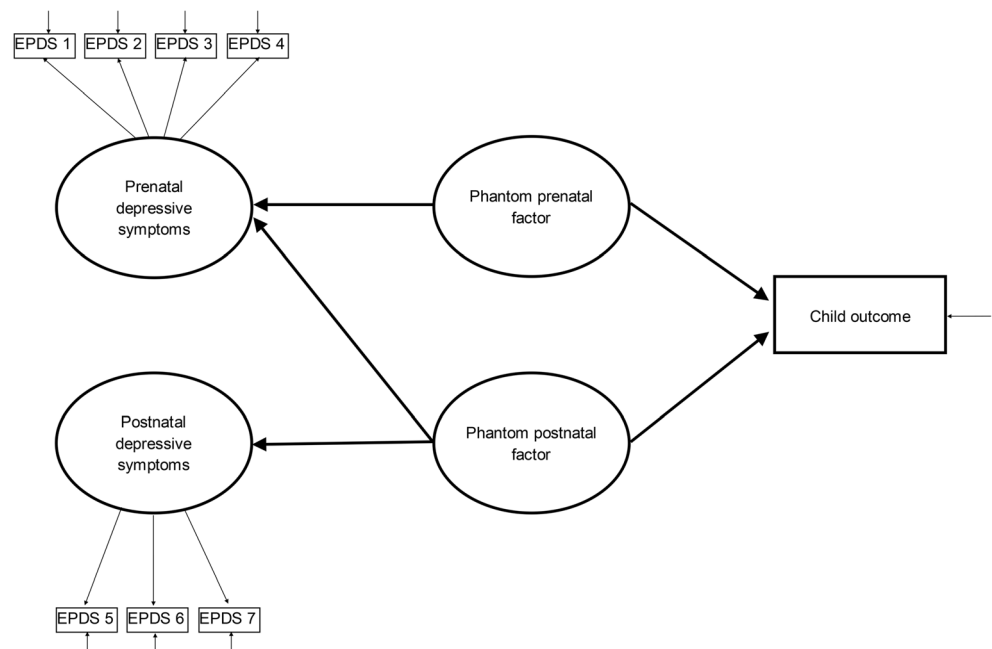 EPDS 1
EPDS 2
EPDS 3
EPDS 4
Prenatal
depressive
symptoms
Phantom prenatal
factor
Child outcome
Postnatal
depressive
symptoms
Phantom postnatal
factor
EPDS 5
EPDS 6
EPDS 7